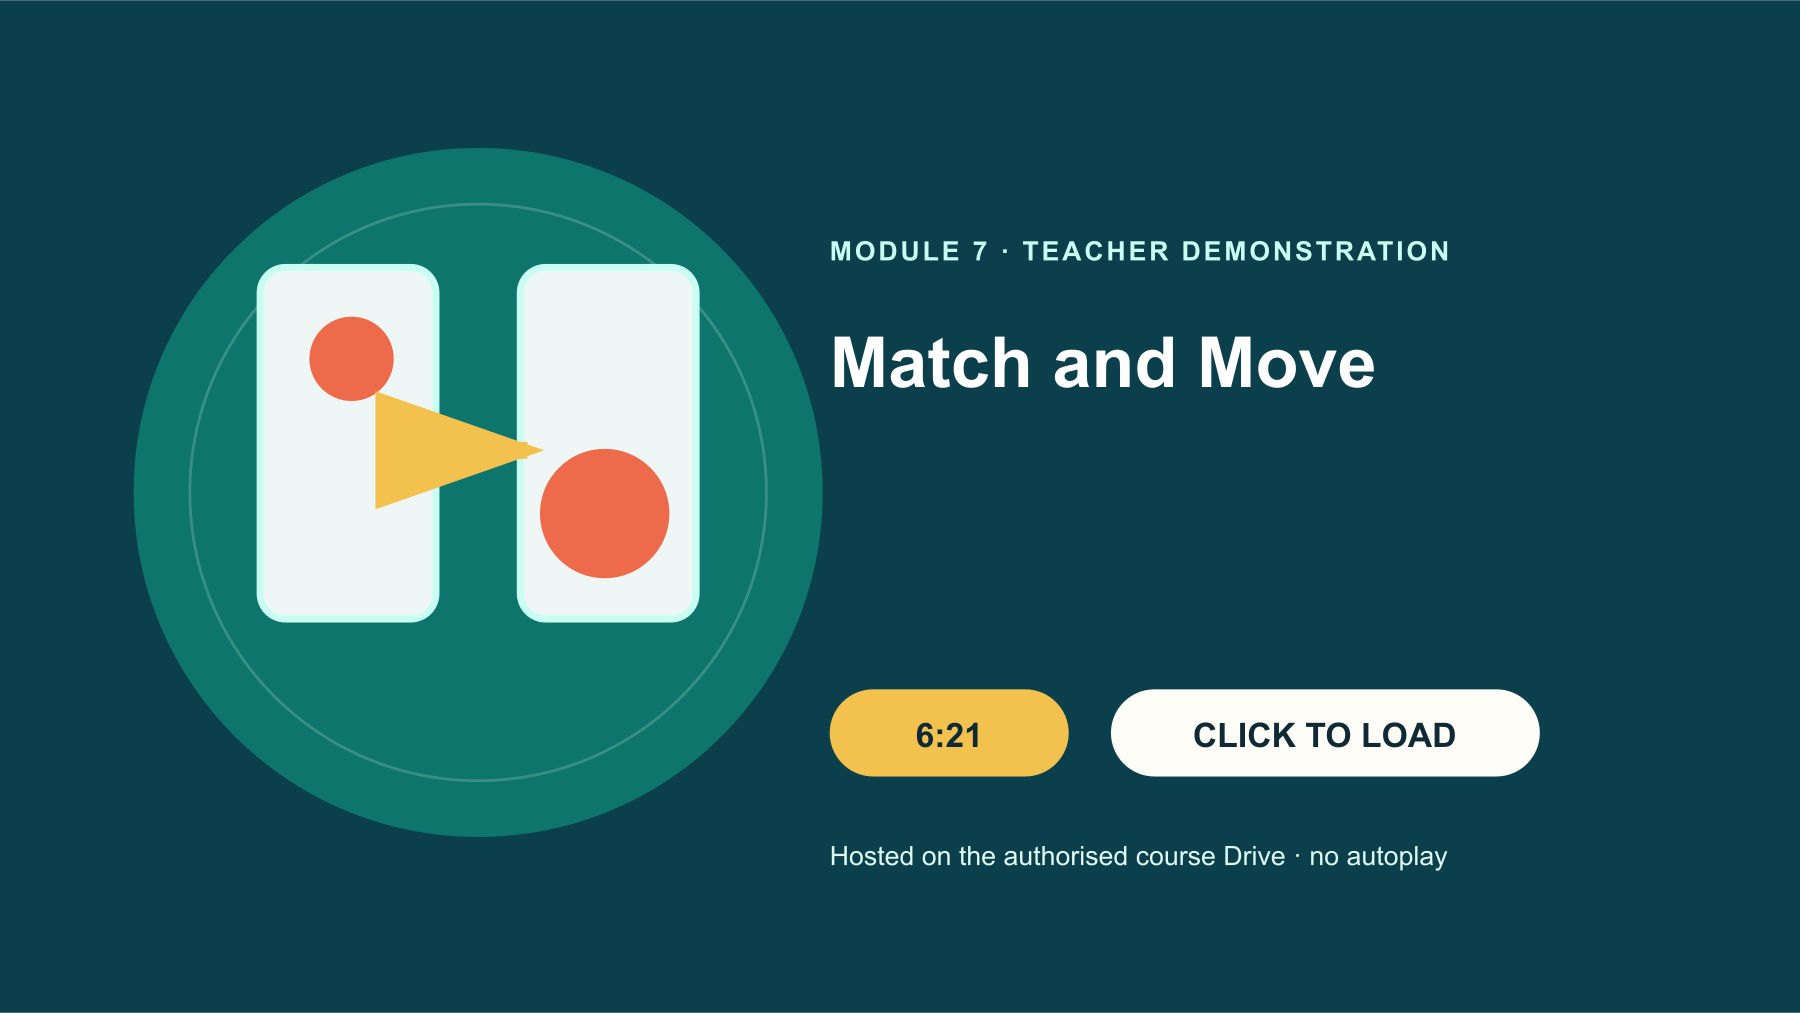 MODULE 7 · TEACHER DEMONSTRATION
Match and Move
6:21
CLICK TO LOAD
Hosted on the authorised course Drive · no autoplay